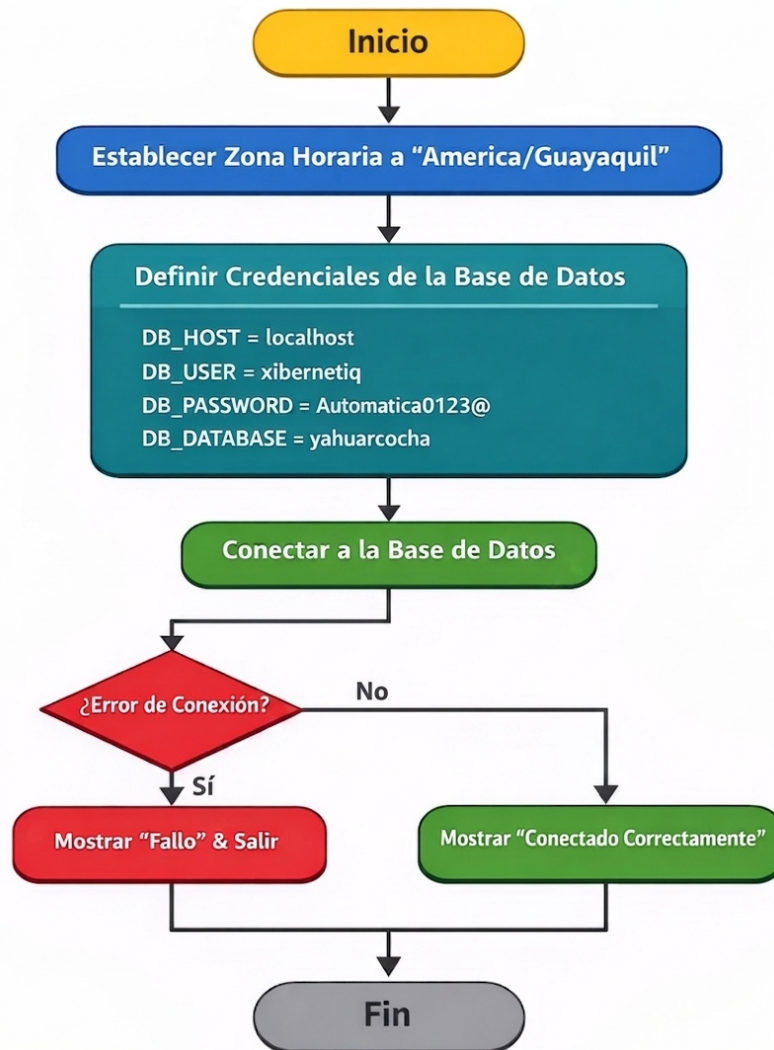 Inicio
Establecer Zona Horaria a “America/Guayaquil”
Definir Credenciales de la Base de Datos
DB_HOST = localhost
DB_USER = xibernetiq
DB_PASSWORD = Automatica0123@
DB_DATABASE = yahuarcocha
Conectar a la Base de Datos
¿Error de Conexión?
No
Sí
Mostrar “Fallo” & Salir
Mostrar “Conectado Correctamente”
Fin